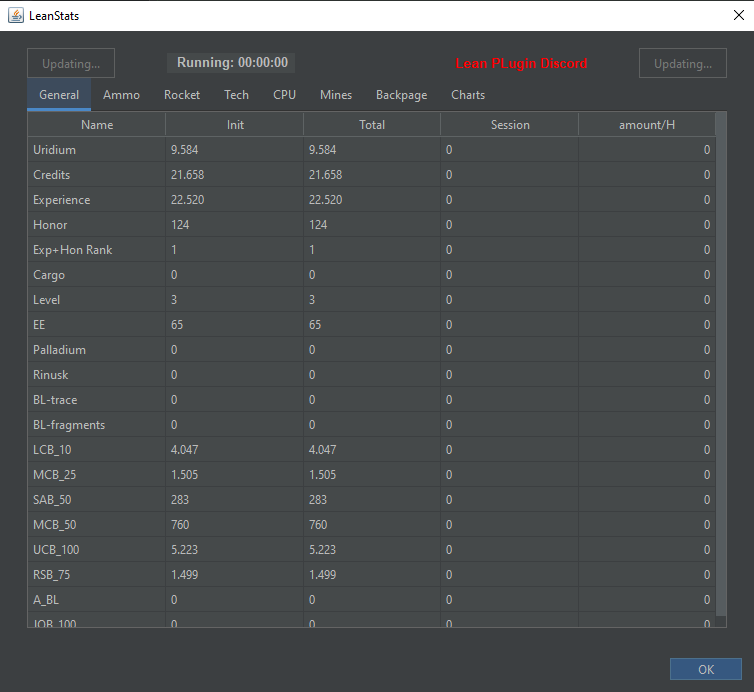 LeanStats
Updating... Running: 00:00:00 Lean PLugin Discord Updating...
General Ammo Rocket Tech CPU Mines Backpage Charts
Name Init Total Session amount/H
Uridium 9.584 9.584 0 0
Credits 21.658 21.658 0 0
Experience 22.520 22.520 0 0
Honor 124 124 0 0
Exp+Hon Rank 1 1 0 0
Cargo 0 0 0 0
Level 3 3 0 0
EE 65 65 0 0
Palladium 0 0 0 0
Rinusk 0 0 0 0
BL-trace 0 0 0 0
BL-fragments 0 0 0 0
LCB_10 4.047 4.047 0 0
MCB_25 1.505 1.505 0 0
SAB_50 283 283 0 0
MCB_50 760 760 0 0
UCB_100 5.223 5.223 0 0
RSB_75 1.499 1.499 0 0
A_BL 0 0 0 0
JOB_100 0 0 0 0
OK